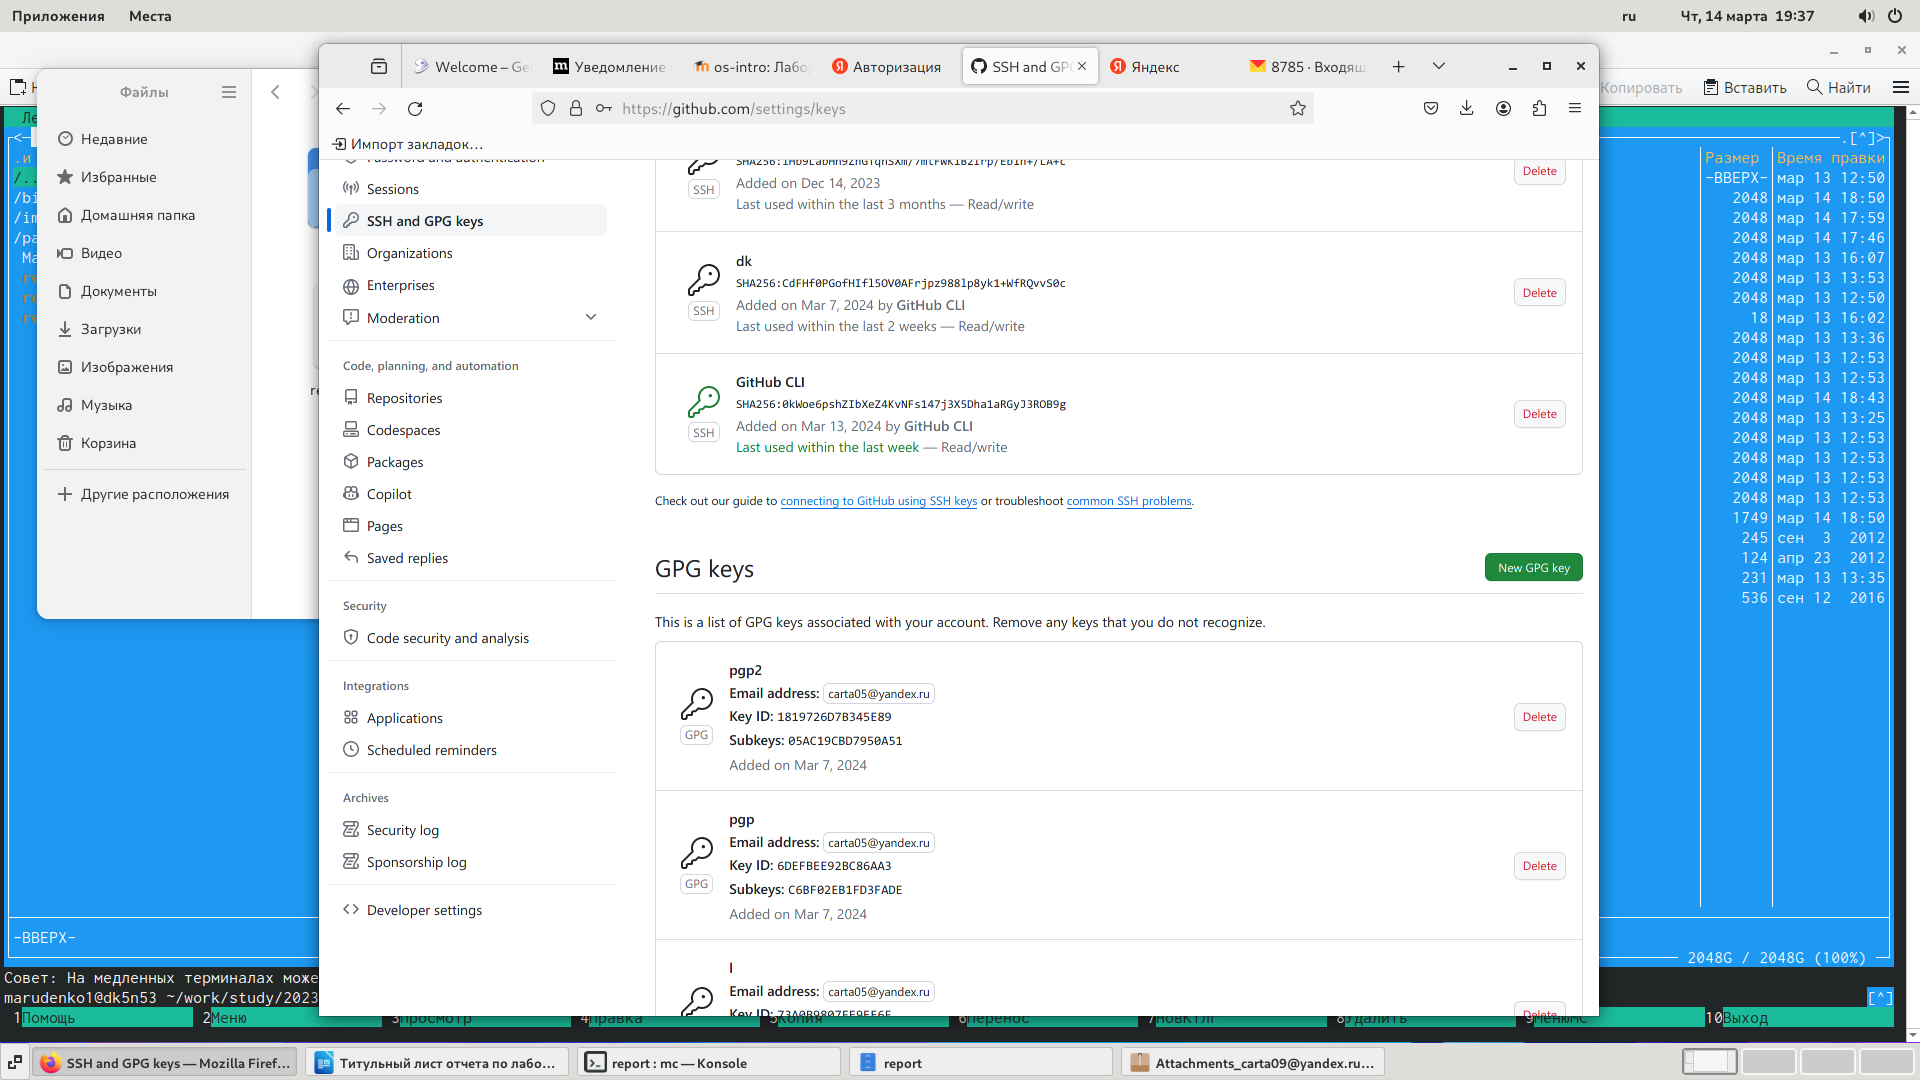 Приложения Места
ru Чт, 14 марта 19:37
Файлы
Недавние
Избранные
Домашняя папка
Видео
Документы
Загрузки
Изображения
Музыка
Корзина
Другие расположения
Welcome – Ge
Уведомление
os-intro: Лабо
Авторизация
SSH and GPG
Яндекс
8785 · Входящ
https://github.com/settings/keys
Импорт закладок…
Копировать Вставить Найти
Password and authentication
Sessions
SSH and GPG keys
Organizations
Enterprises
Moderation
Code, planning, and automation
Repositories
Codespaces
Packages
Copilot
Pages
Saved replies
Security
Code security and analysis
Integrations
Applications
Scheduled reminders
Archives
Security log
Sponsorship log
Developer settings
SSH
Added on Dec 14, 2023
Last used within the last 3 months — Read/write
Delete
dk
SHA256:CdFHf0PGofHIfl5OV0AFrjpz988lp8yk1+WfRQvvS0c
Added on Mar 7, 2024 by GitHub CLI
SSH
Last used within the last 2 weeks — Read/write
Delete
GitHub CLI
SHA256:0kWoe6pshZIbXeZ4KvNFs147j3X5Dha1aRGyJ3ROB9g
Added on Mar 13, 2024 by GitHub CLI
SSH
Last used within the last week — Read/write
Delete
Check out our guide to connecting to GitHub using SSH keys or troubleshoot common SSH problems.
GPG keys
New GPG key
This is a list of GPG keys associated with your account. Remove any keys that you do not recognize.
pgp2
Email address: carta05@yandex.ru
Key ID: 1819726D7B345E89
GPG
Subkeys: 05AC19CBD7950A51
Added on Mar 7, 2024
Delete
pgp
Email address: carta05@yandex.ru
Key ID: 6DEFBEE92BC86AA3
GPG
Subkeys: C6BF02EB1FD3FADE
Added on Mar 7, 2024
Delete
l
Email address: carta05@yandex.ru
Key ID: 73A0B9807EE9EE6E
Delete
Ле
<—
.и
/..
/bi
/im
/pa
Ma
re
re
re
.[^]>
Размер Время правки
-ВВЕРХ- мар 13 12:50
2048 мар 14 18:50
2048 мар 14 17:59
2048 мар 14 17:46
2048 мар 13 16:07
2048 мар 13 13:53
2048 мар 13 12:50
18 мар 13 16:02
2048 мар 13 13:36
2048 мар 13 12:53
2048 мар 13 12:53
2048 мар 14 18:43
2048 мар 13 13:25
2048 мар 13 12:53
2048 мар 13 12:53
2048 мар 13 12:53
2048 мар 13 12:53
1749 мар 14 18:50
245 сен 3 2012
124 апр 23 2012
231 мар 13 13:35
536 сен 12 2016
-ВВЕРХ-
2048G / 2048G (100%)
Совет: На медленных терминалах може
marudenko1@dk5n53 ~/work/study/2023
[^]
1Помощь 2Меню 3Просмотр 4Правка 5Копия 6Перенос 7НовКтлг 8Удалить 9МенюMC 10Выход
SSH and GPG keys — Mozilla Firef…
Титульный лист отчета по лабо…
report : mc — Konsole
report
Attachments_carta09@yandex.ru…